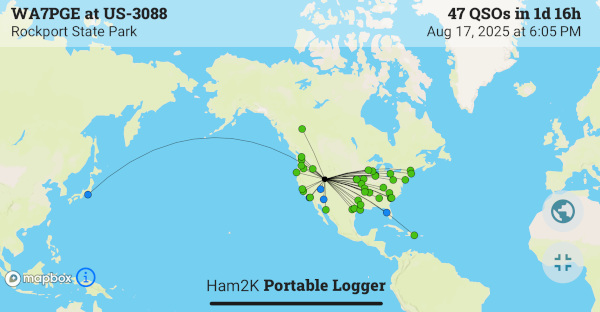 WA7PGE at US-3088
Rockport State Park
47 QSOs in 1d 16h
Aug 17, 2025 at 6:05 PM
mapbox
Ham2K Portable Logger